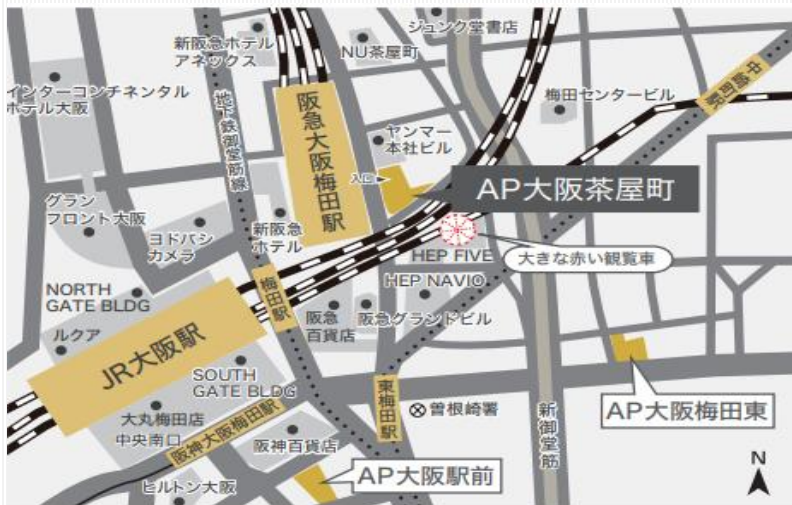 ジュンク堂書店
新阪急ホテル
アネックス
NU茶屋町
インターコンチネンタル
ホテル大阪
地下鉄御堂筋線
阪急大阪梅田駅
ヤンマー
本社ビル
梅田センタービル
中崎町駅
入口
AP大阪茶屋町
グラン
フロント大阪
ヨドバシ
カメラ
新阪急
ホテル
HEP FIVE
大きな赤い観覧車
HEP NAVIO
NORTH
GATE BLDG
梅田駅
阪急
百貨店
阪急グランドビル
ルクア
JR大阪駅
SOUTH
GATE BLDG
東梅田駅
曽根崎署
新御堂筋
AP大阪梅田東
大丸梅田店
中央南口
阪神大阪梅田駅
阪神百貨店
AP大阪駅前
ヒルトン大阪
N